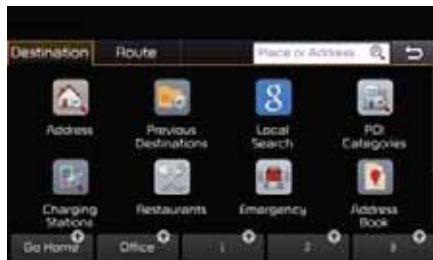 Destination Route Place or Address
Address Previous Destinations Local Search POI Categories
Charging Stations Restaurants Emergency Address Book
Go Home Office 1 2 3